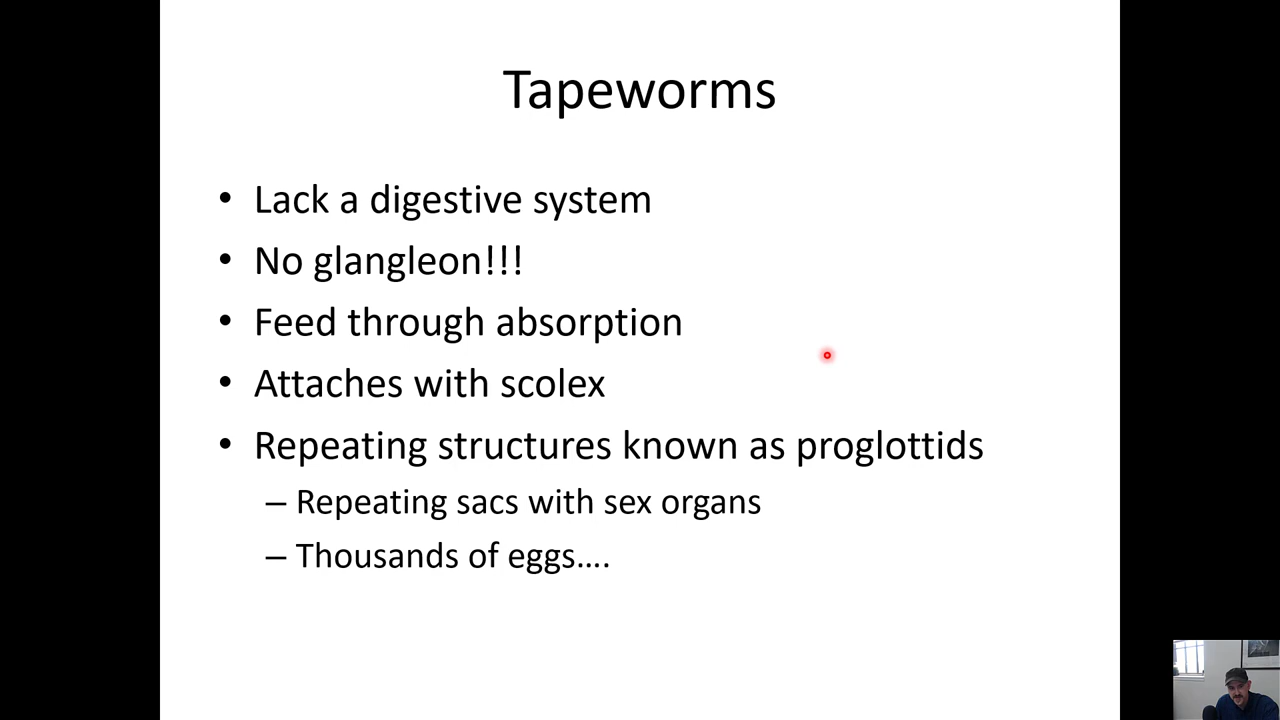 Tapeworms
• Lack a digestive system
• No glangleon!!!
• Feed through absorption
• Attaches with scolex
• Repeating structures known as proglottids
– Repeating sacs with sex organs
– Thousands of eggs....